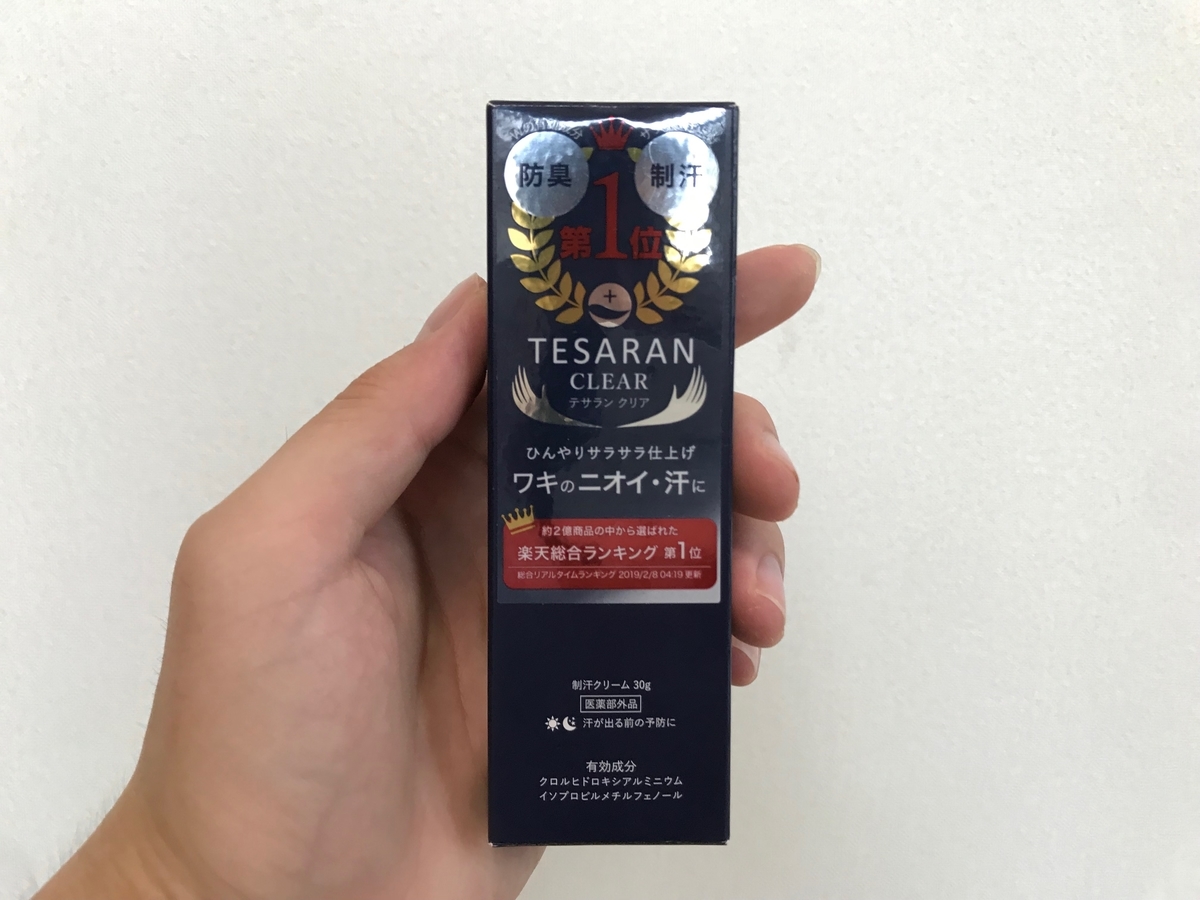 防臭
制汗
第1位
TESARAN
CLEAR
テサラン クリア
ひんやりサラサラ仕上げ
ワキのニオイ・汗に
約2億商品の中から選ばれた
楽天総合ランキング 第1位
総合リアルタイムランキング 2019/2/8 04:19 更新
制汗クリーム 30g
医薬部外品
汗が出る前の予防に
有効成分
クロルヒドロキシアルミニウム
イソプロピルメチルフェノール